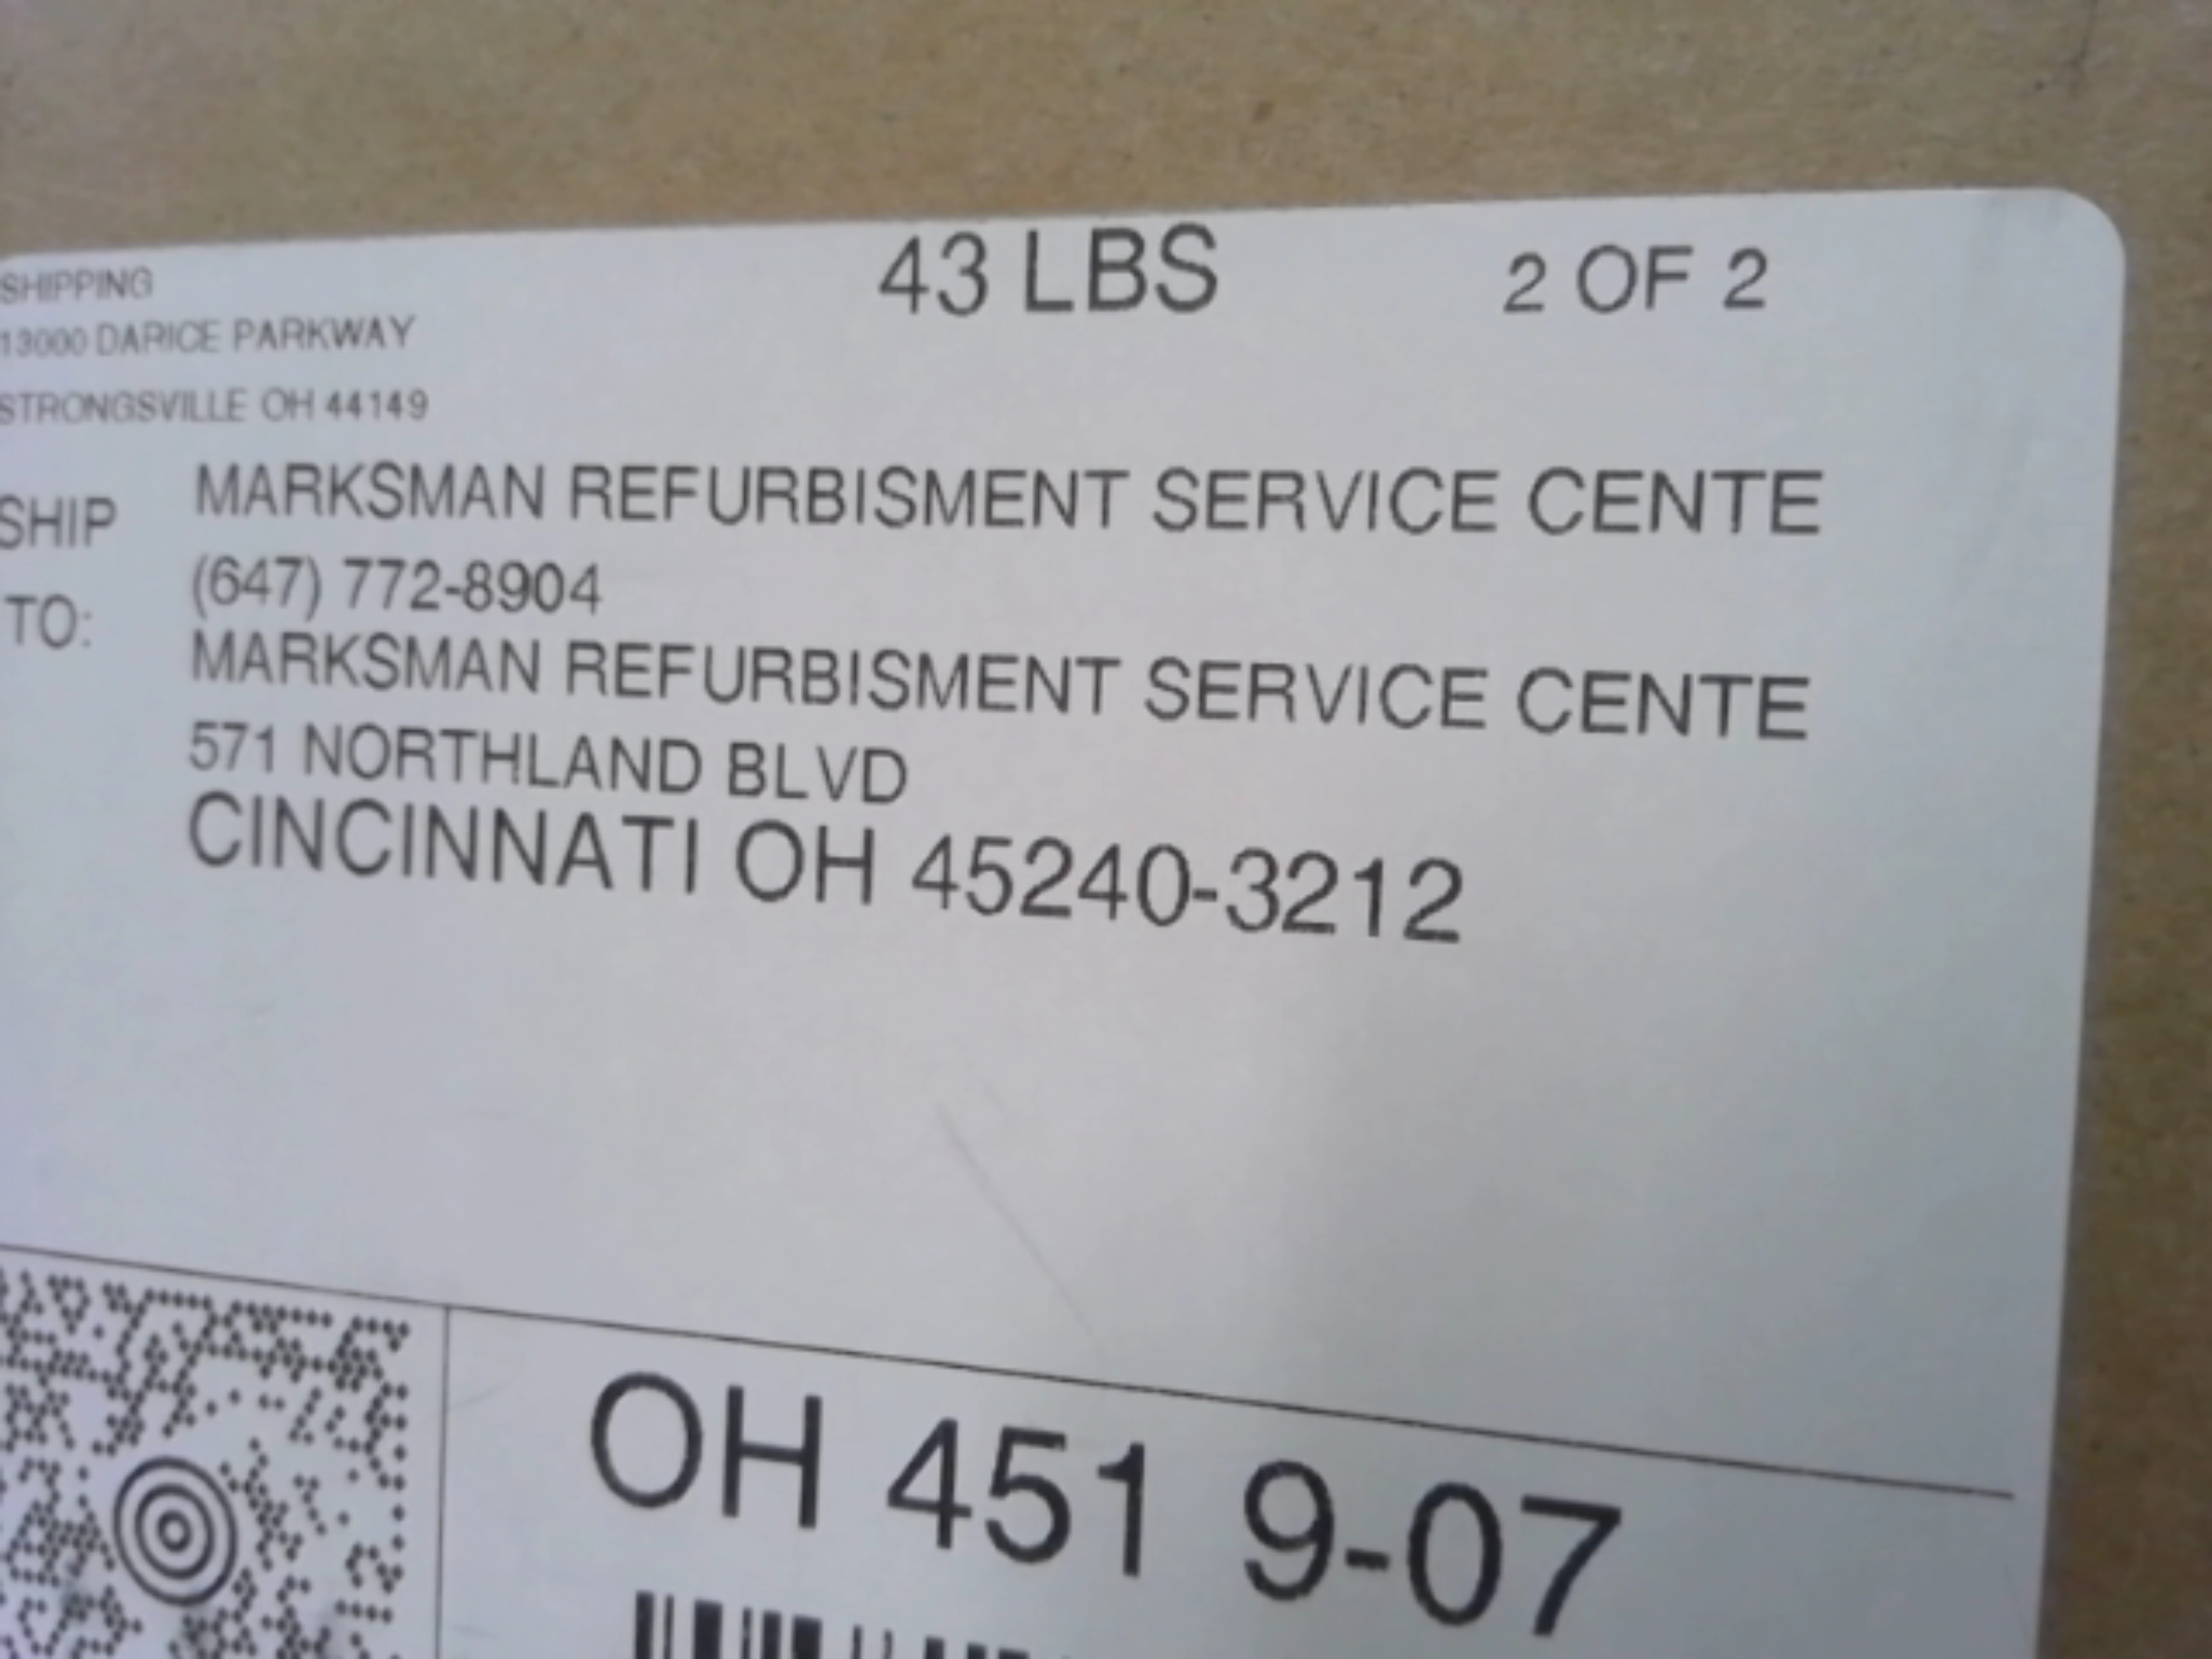 SHIPPING
13000 DARICE PARKWAY
STRONGSVILLE OH 44149
43 LBS
2 OF 2
SHIP TO:
MARKSMAN REFURBISMENT SERVICE CENTE
(647) 772-8904
MARKSMAN REFURBISMENT SERVICE CENTE
571 NORTHLAND BLVD
CINCINNATI OH 45240-3212
OH 451 9-07